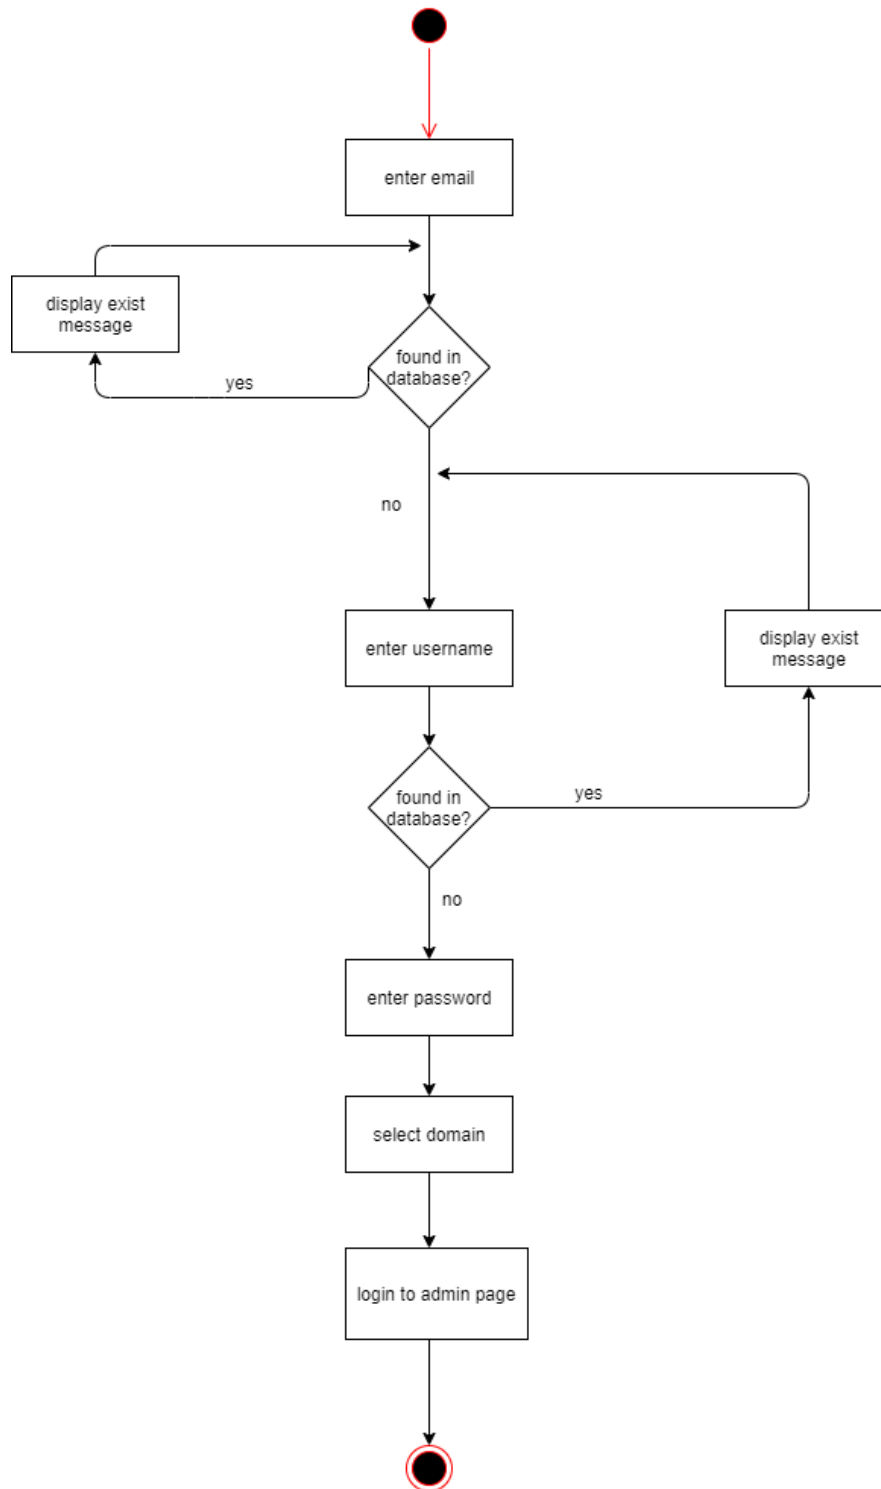 enter email
display exist
message
found in
database?
yes
no
enter username
display exist
message
found in
database?
yes
no
enter password
select domain
login to admin page